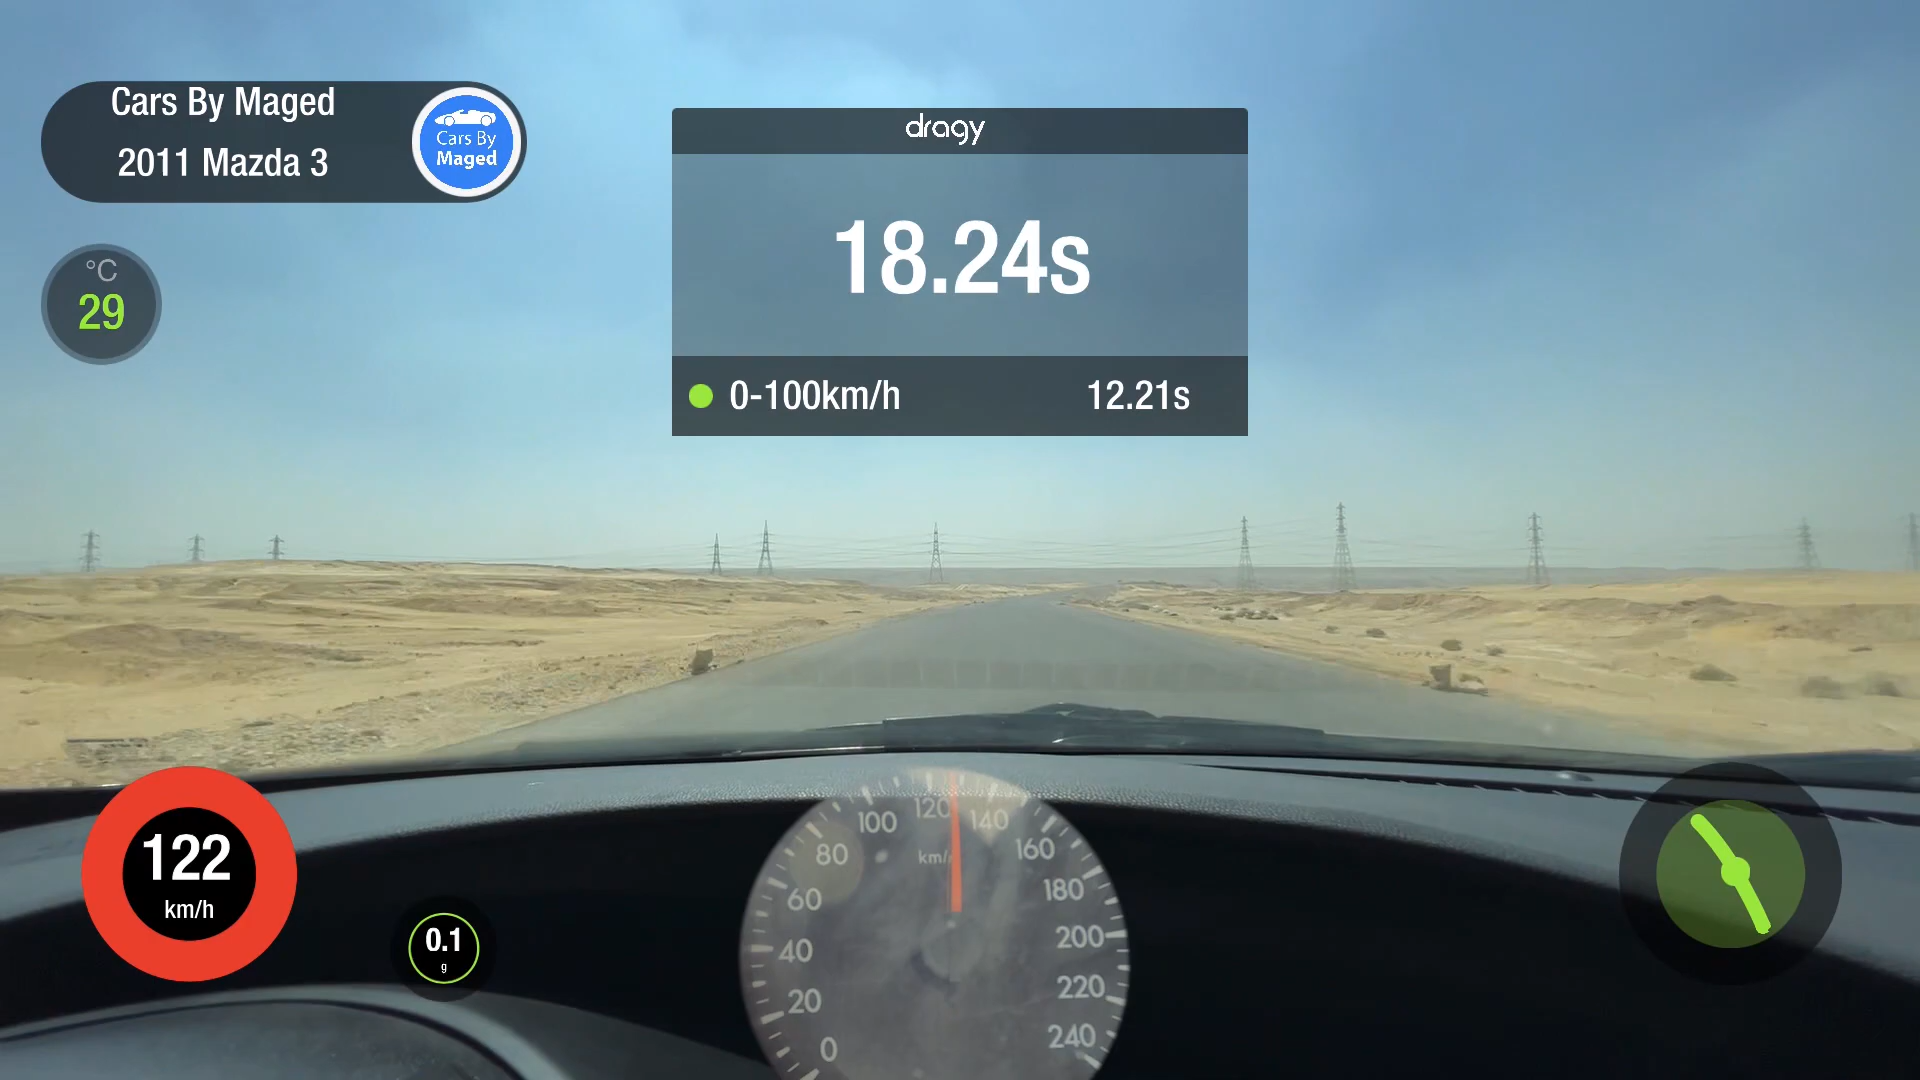 Cars By Maged
2011 Mazda 3
Cars By
Maged
dragy
18.24s
0-100km/h 12.21s
°C
29
122
km/h
0.1
g
0
20
40
60
80
100
120
140
160
180
200
220
240